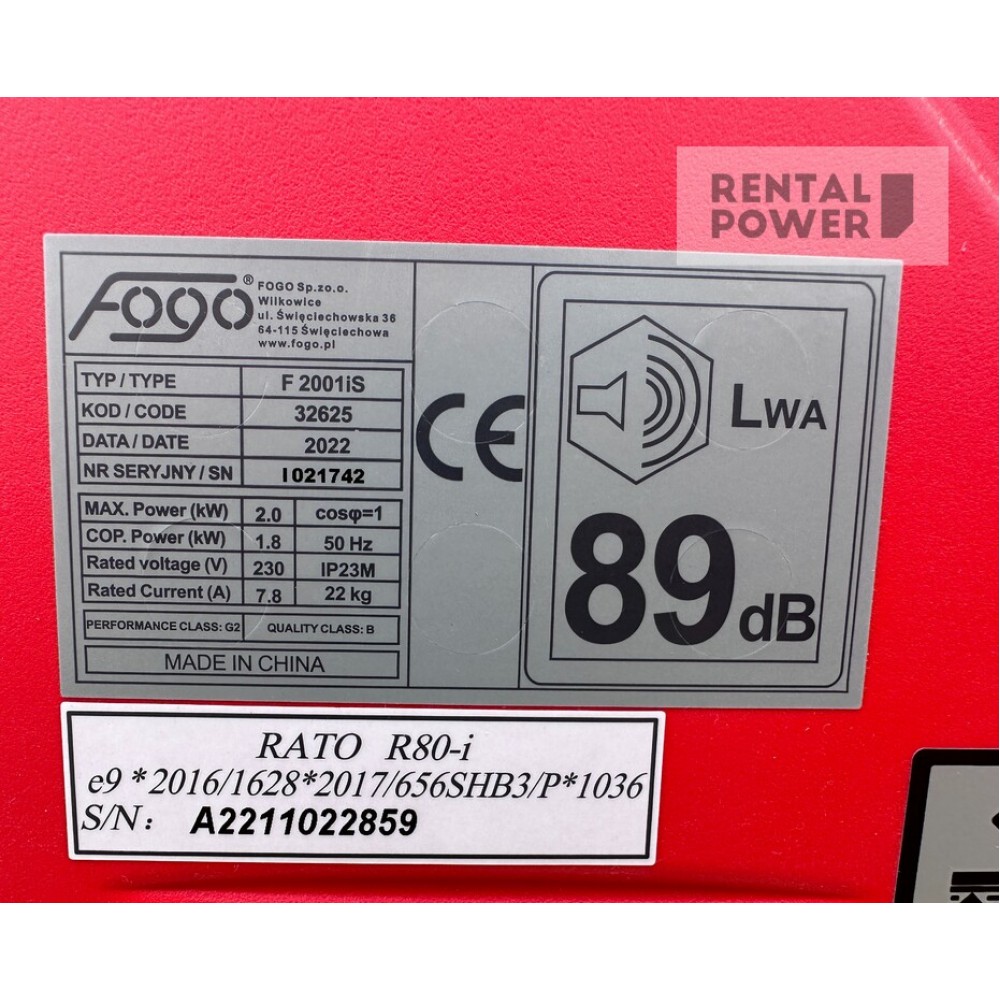 RENTAL
POWER
FOGO® FOGO Sp.zo.o.
Wilkowice
ul. Święciechowska 36
64-115 Święciechowa
www.fogo.pl
TYP / TYPE F 2001iS
KOD / CODE 32625
DATA / DATE 2022
NR SERYJNY / SN I021742
MAX. Power (kW) 2.0 cosφ=1
COP. Power (kW) 1.8 50 Hz
Rated voltage (V) 230 IP23M
Rated Current (A) 7.8 22 kg
PERFORMANCE CLASS: G2 QUALITY CLASS: B
MADE IN CHINA
CE
LWA
89 dB
RATO R80-i
e9*2016/1628*2017/656SHB3/P*1036
S/N: A2211022859